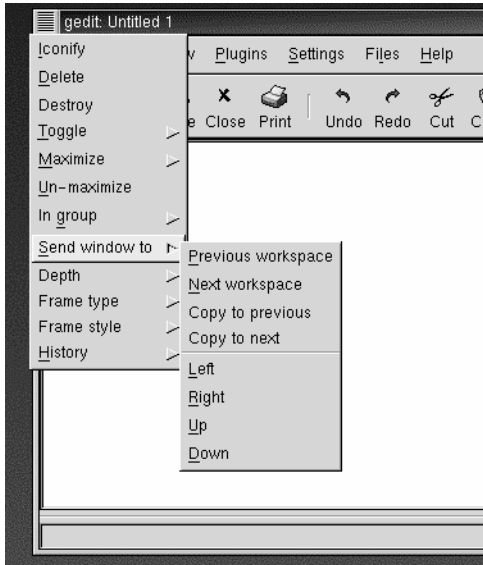 gedit: Untitled 1
Plugins Settings Files Help
Close Print Undo Redo Cut
Iconify
Delete
Destroy
Toggle
Maximize
Un-maximize
In group
Send window to
Depth
Frame type
Frame style
History
Previous workspace
Next workspace
Copy to previous
Copy to next
Left
Right
Up
Down